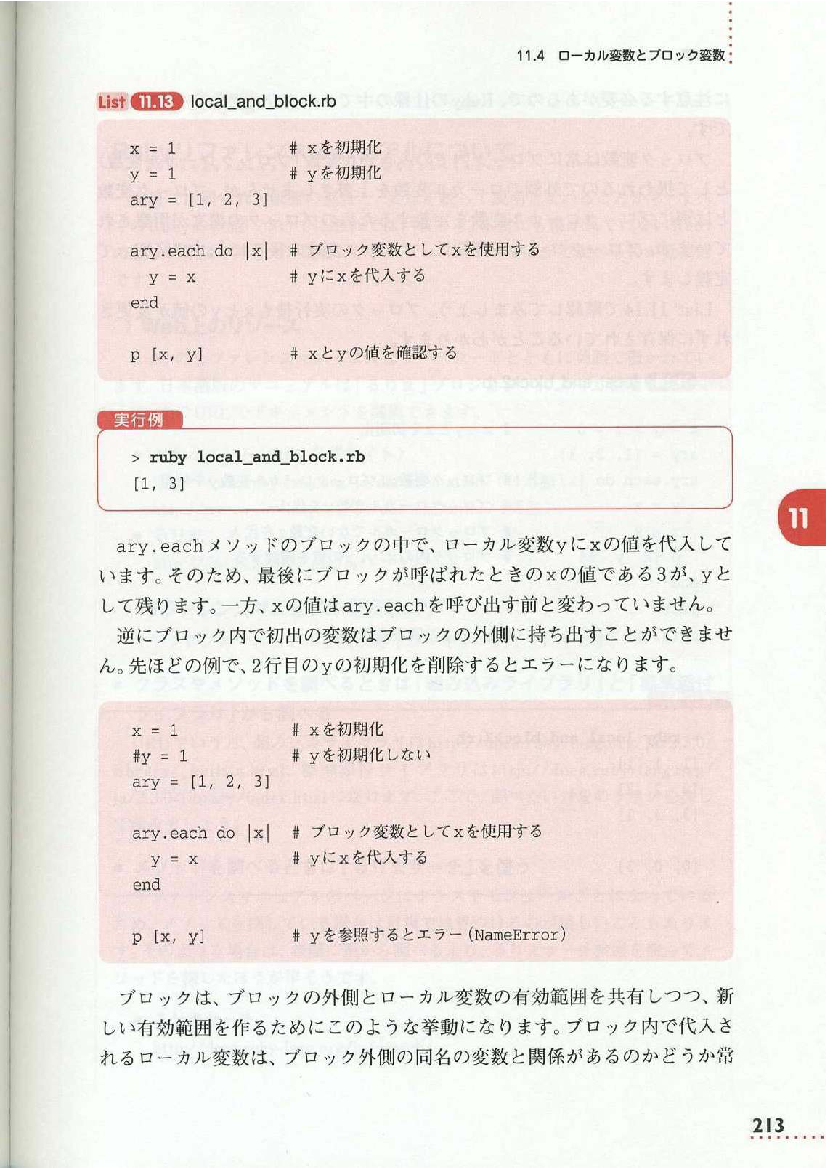 11.4 ローカル変数とブロック変数
List 11.13 local_and_block.rb
x = 1 # xを初期化
y = 1 # yを初期化
ary = [1, 2, 3]
ary.each do |x| # ブロック変数としてxを使用する
y = x # yにxを代入する
end
p [x, y] # xとyの値を確認する
実行例
> ruby local_and_block.rb
[1, 3]
11
ary.eachメソッドのブロックの中で、ローカル変数yにxの値を代入して
います。そのため、最後にブロックが呼ばれたときのxの値である3が、yと
して残ります。一方、xの値はary.eachを呼び出す前と変わっていません。
逆にブロック内で初出の変数はブロックの外側に持ち出すことができませ
ん。先ほどの例で、2行目のyの初期化を削除するとエラーになります。
x = 1 # xを初期化
#y = 1 # yを初期化しない
ary = [1, 2, 3]
ary.each do |x| # ブロック変数としてxを使用する
y = x # yにxを代入する
end
p [x, y] # yを参照するとエラー(NameError)
ブロックは、ブロックの外側とローカル変数の有効範囲を共有しつつ、新
しい有効範囲を作るためにこのような挙動になります。ブロック内で代入さ
れるローカル変数は、ブロック外側の同名の変数と関係があるのかどうか常
213